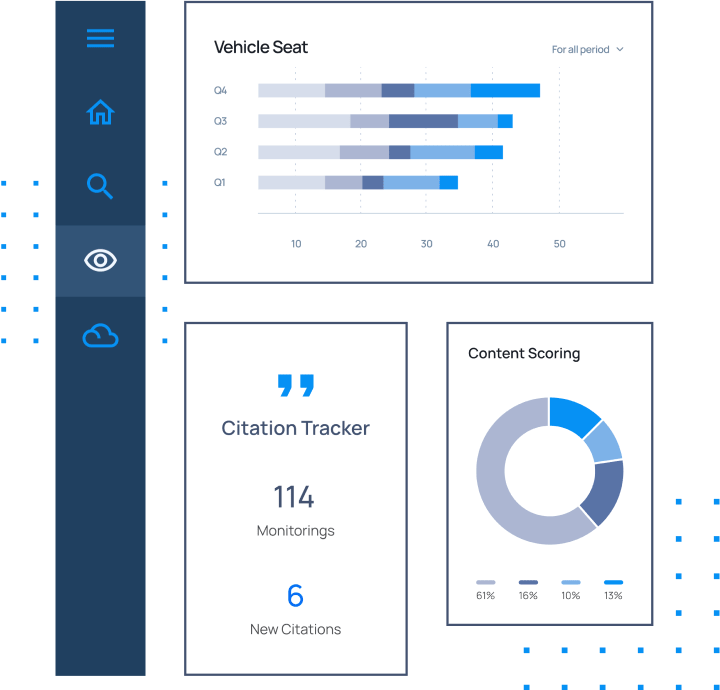 Vehicle Seat
For all period
Q4
Q3
Q2
Q1
10 20 30 40 50
Citation Tracker
114
Monitorings
6
New Citations
Content Scoring
61% 16% 10% 13%